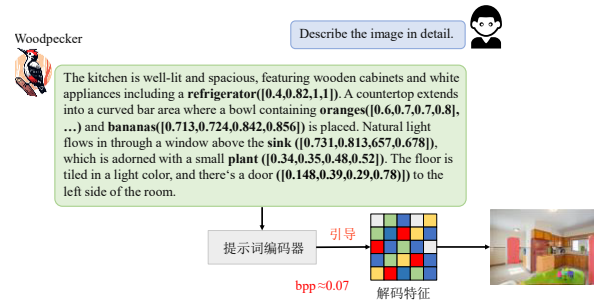 Describe the image in detail.
Woodpecker
The kitchen is well-lit and spacious, featuring wooden cabinets and white
appliances including a refrigerator([0.4,0.82,1,1]). A countertop extends
into a curved bar area where a bowl containing oranges([0.6,0.7,0.7,0.8],
…) and bananas([0.713,0.724,0.842,0.856]) is placed. Natural light
flows in through a window above the sink ([0.731,0.813,657,0.678]),
which is adorned with a small plant ([0.34,0.35,0.48,0.52]). The floor is
tiled in a light color, and there‘s a door ([0.148,0.39,0.29,0.78)]) to the
left side of the room.
提示词编码器
引导
bpp≈0.07
解码特征